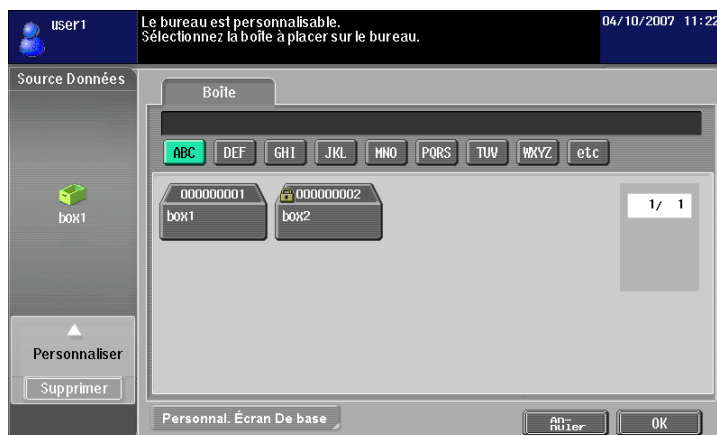 user1
Le bureau est personnalisable.
Sélectionnez la boîte à placer sur le bureau.
04/10/2007 11:22
Source Données
Boîte
ABC DEF GHI JKL MNO PQRS TUV WXYZ etc
000000001 000000002
box1 box2
1/ 1
box1
Personnaliser
Supprimer
Personnal. Écran De base
An-
nuler
OK